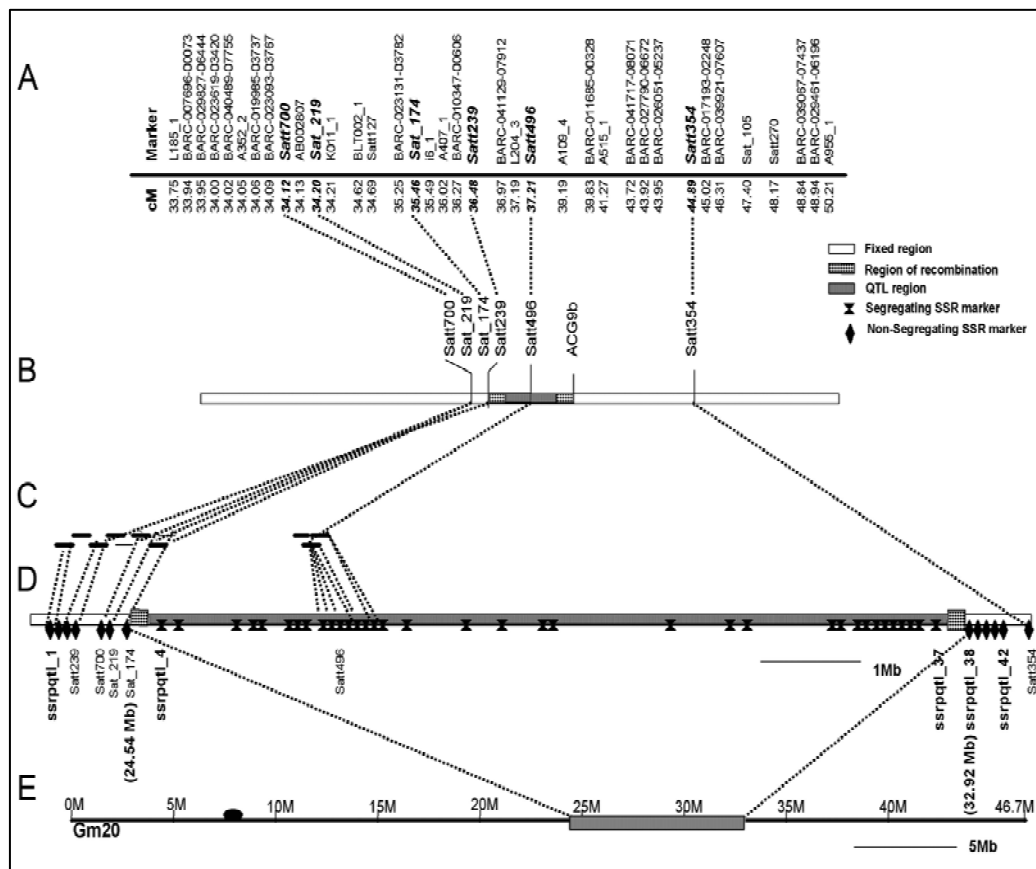 A
Marker
L185_1
BARC-007696-00073
BARC-029827-06444
BARC-023619-03420
BARC-040489-07755
A352_2
BARC-019985-03737
BARC-023093-03767
Satt700
AB002807
Sat_219
K011_1
BLT002_1
Satt127
BARC-023131-03782
Sat_174
i6_1
A407_1
BARC-010347-00606
Satt239
BARC-041129-07912
L204_3
Satt496
A109_4
BARC-011685-00328
A515_1
BARC-041717-08071
BARC-027790-06672
BARC-026051-05237
Satt354
BARC-017193-02248
BARC-039921-07607
Sat_105
Satt270
BARC-039067-07437
BARC-029461-06196
A955_1
cM
33.75
33.94
33.95
34.00
34.02
34.05
34.06
34.09
34.12
34.13
34.20
34.21
34.62
34.69
35.25
35.46
35.49
36.02
36.27
36.48
36.97
37.19
37.21
39.19
39.83
41.27
43.72
43.92
43.95
44.89
45.02
46.31
47.40
48.17
48.84
48.94
50.21
Fixed region
Region of recombination
QTL region
Segregating SSR marker
Non-Segregating SSR marker
B
Satt700
Sat_219
Sat_174
Satt239
Satt496
ACG9b
Satt354
C
D
1Mb
ssrpqtl_1
Satt239
Satt700
Sat_219
Sat_174
(24.54 Mb)
ssrpqtl_4
Satt496
ssrpqtl_37
(32.92 Mb) ssrpqtl_38
ssrpqtl_42
Satt354
E
0M 5M 10M 15M 20M 25M 30M 35M 40M 46.7M
Gm20
5Mb